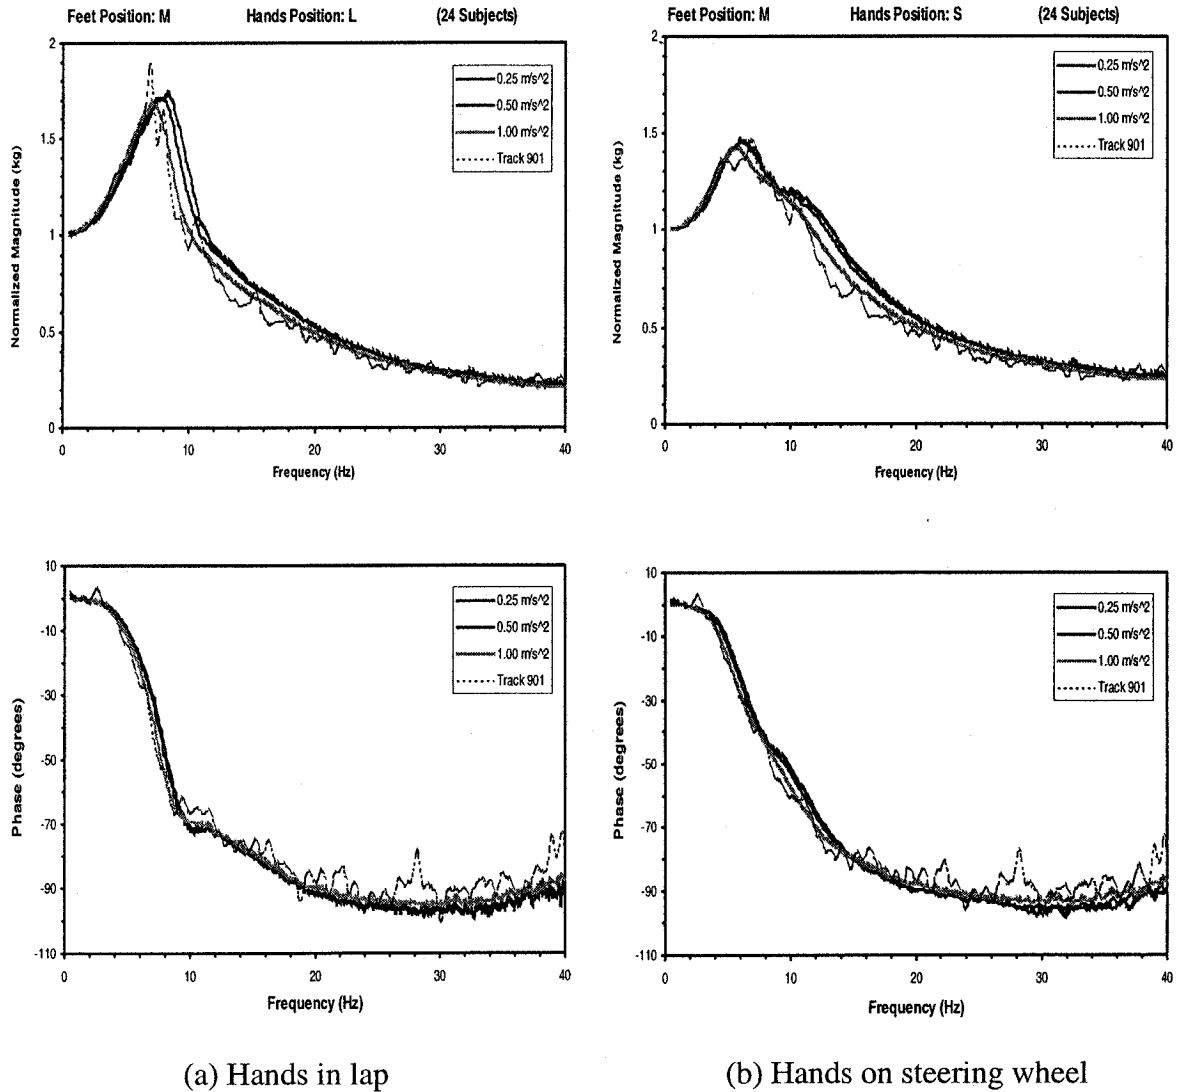 Feet Position: M Hands Position: L (24 Subjects)
2
1.5
1
0.5
0
Normalized Magnitude (kg)
0 10 20 30 40
Frequency (Hz)
0.25 m/s^2
0.50 m/s^2
1.00 m/s^2
Track 901
Feet Position: M Hands Position: S (24 Subjects)
2
1.5
1
0.5
0
Normalized Magnitude (kg)
0 10 20 30 40
Frequency (Hz)
0.25 m/s^2
0.50 m/s^2
1.00 m/s^2
Track 901
10
-10
-30
-50
-70
-90
-110
Phase (degrees)
0 10 20 30 40
Frequency (Hz)
0.25 m/s^2
0.50 m/s^2
1.00 m/s^2
Track 901
10
-10
-30
-50
-70
-90
-110
Phase (degrees)
0 10 20 30 40
Frequency (Hz)
0.25 m/s^2
0.50 m/s^2
1.00 m/s^2
Track 901
(a) Hands in lap
(b) Hands on steering wheel